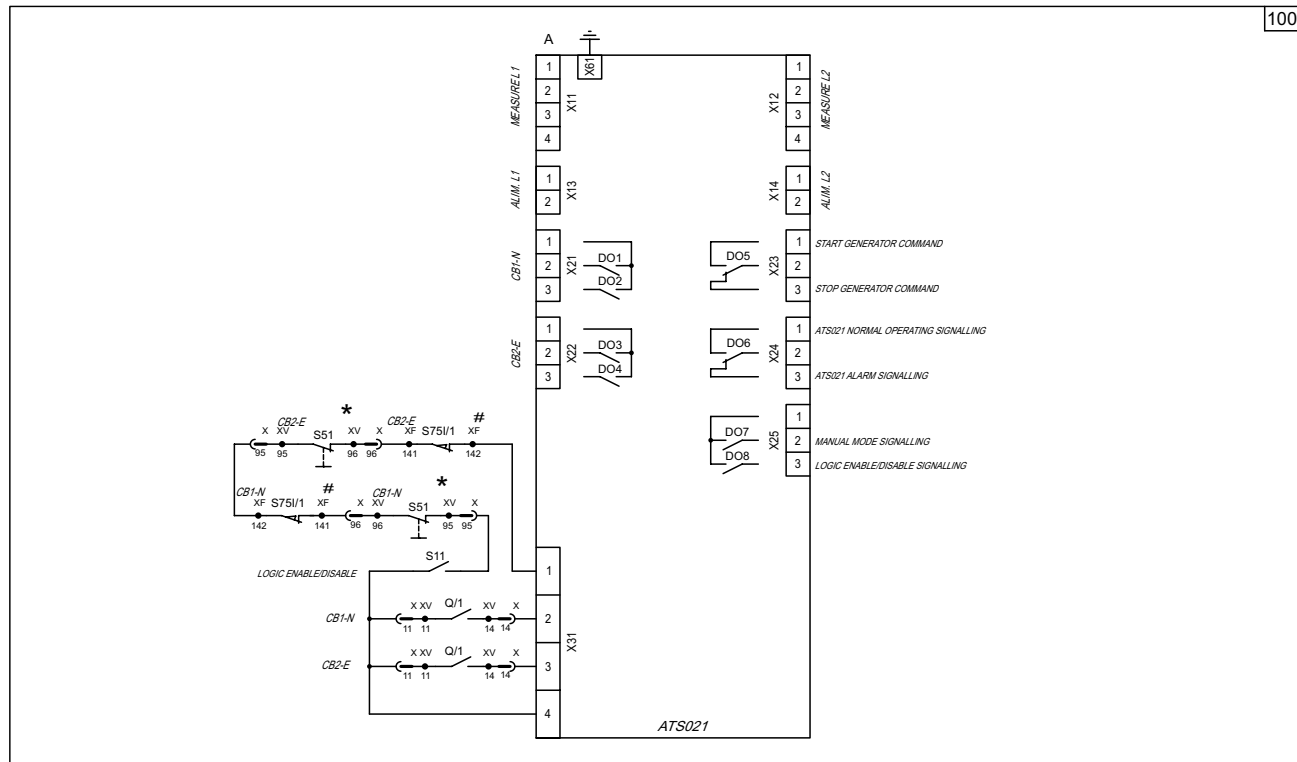 100
A
MEASURE L1
1
2
3
4
X11
X61
X12
1
2
3
4
MEASURE L2
ALIM. L1
1
2
X13
X14
1
2
ALIM. L2
CB1-N
1
2
3
X21
DO1
DO2
DO5
X23
1 START GENERATOR COMMAND
2
3 STOP GENERATOR COMMAND
CB2-E
1
2
3
X22
DO3
DO4
DO6
X24
1 ATS021 NORMAL OPERATING SIGNALLING
2
3 ATS021 ALARM SIGNALLING
DO7
DO8
X25
1
2 MANUAL MODE SIGNALLING
3 LOGIC ENABLE/DISABLE SIGNALLING
* #
CB2-E CB2-E
X XV S51 XV X XF S75I/1 XF
95 95 96 96 141 142
# *
CB1-N CB1-N
XF S75I/1 XF X XV S51 XV X
142 141 96 96 95 95
S11
LOGIC ENABLE/DISABLE
1
CB1-N X XV Q/1 XV X
11 11 14 14
2
X31
CB2-E X XV Q/1 XV X
11 11 14 14
3
4
ATS021